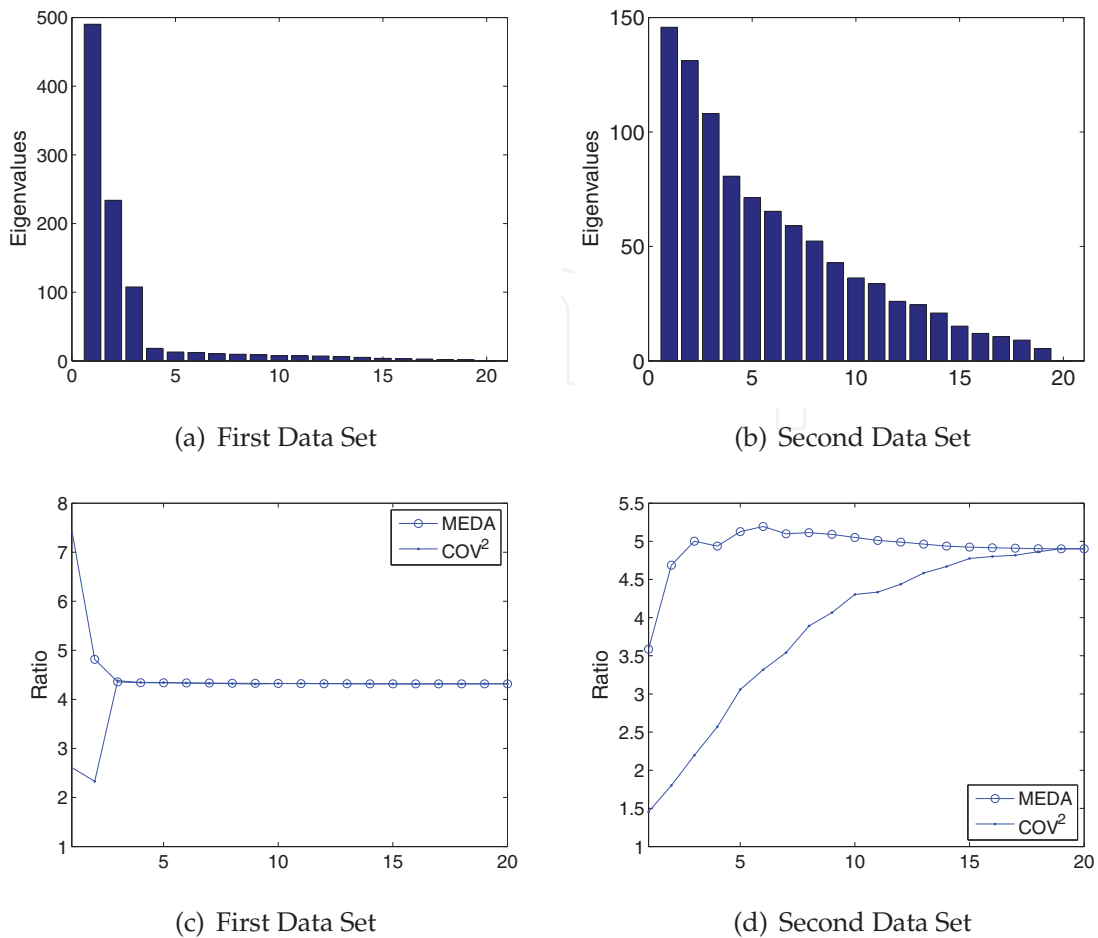 500
400
300
200
100
0
Eigenvalues
0 5 10 15 20
(a) First Data Set
150
100
50
0
Eigenvalues
0 5 10 15 20
(b) Second Data Set
8
7
6
5
4
3
2
1
Ratio
MEDA
COV²
5 10 15 20
(c) First Data Set
5.5
5
4.5
4
3.5
3
2.5
2
1.5
1
Ratio
MEDA
COV²
5 10 15 20
(d) Second Data Set